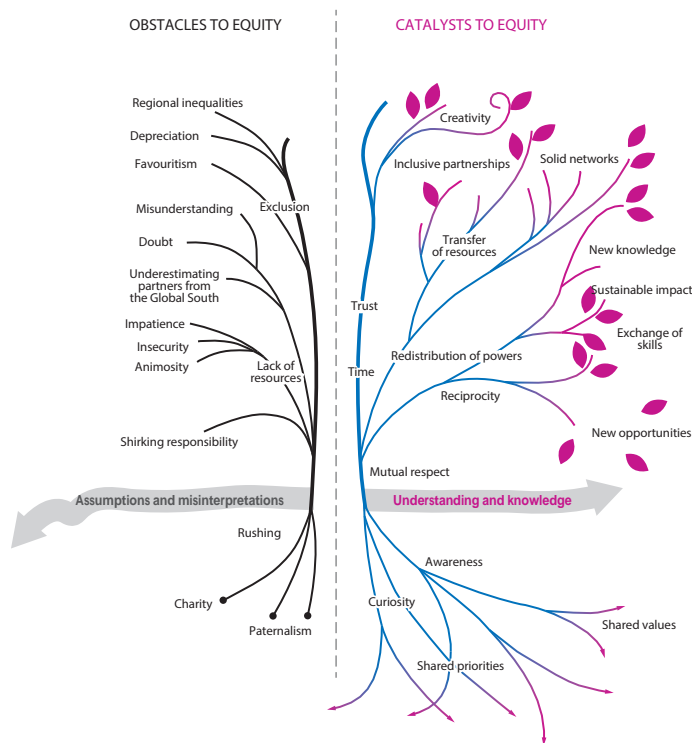 OBSTACLES TO EQUITY
Regional inequalities
Depreciation
Favouritism
Misunderstanding
Exclusion
Doubt
Underestimating
partners from
the Global South
Impatience
Insecurity
Animosity
Lack of
resources
Shirking responsibility
Assumptions and misinterpretations
Rushing
Charity
Paternalism
CATALYSTS TO EQUITY
Creativity
Inclusive partnerships
Solid networks
Transfer
of resources
New knowledge
Sustainable impact
Trust
Exchange of
skills
Redistribution of powers
Time
Reciprocity
New opportunities
Mutual respect
Understanding and knowledge
Awareness
Curiosity
Shared values
Shared priorities